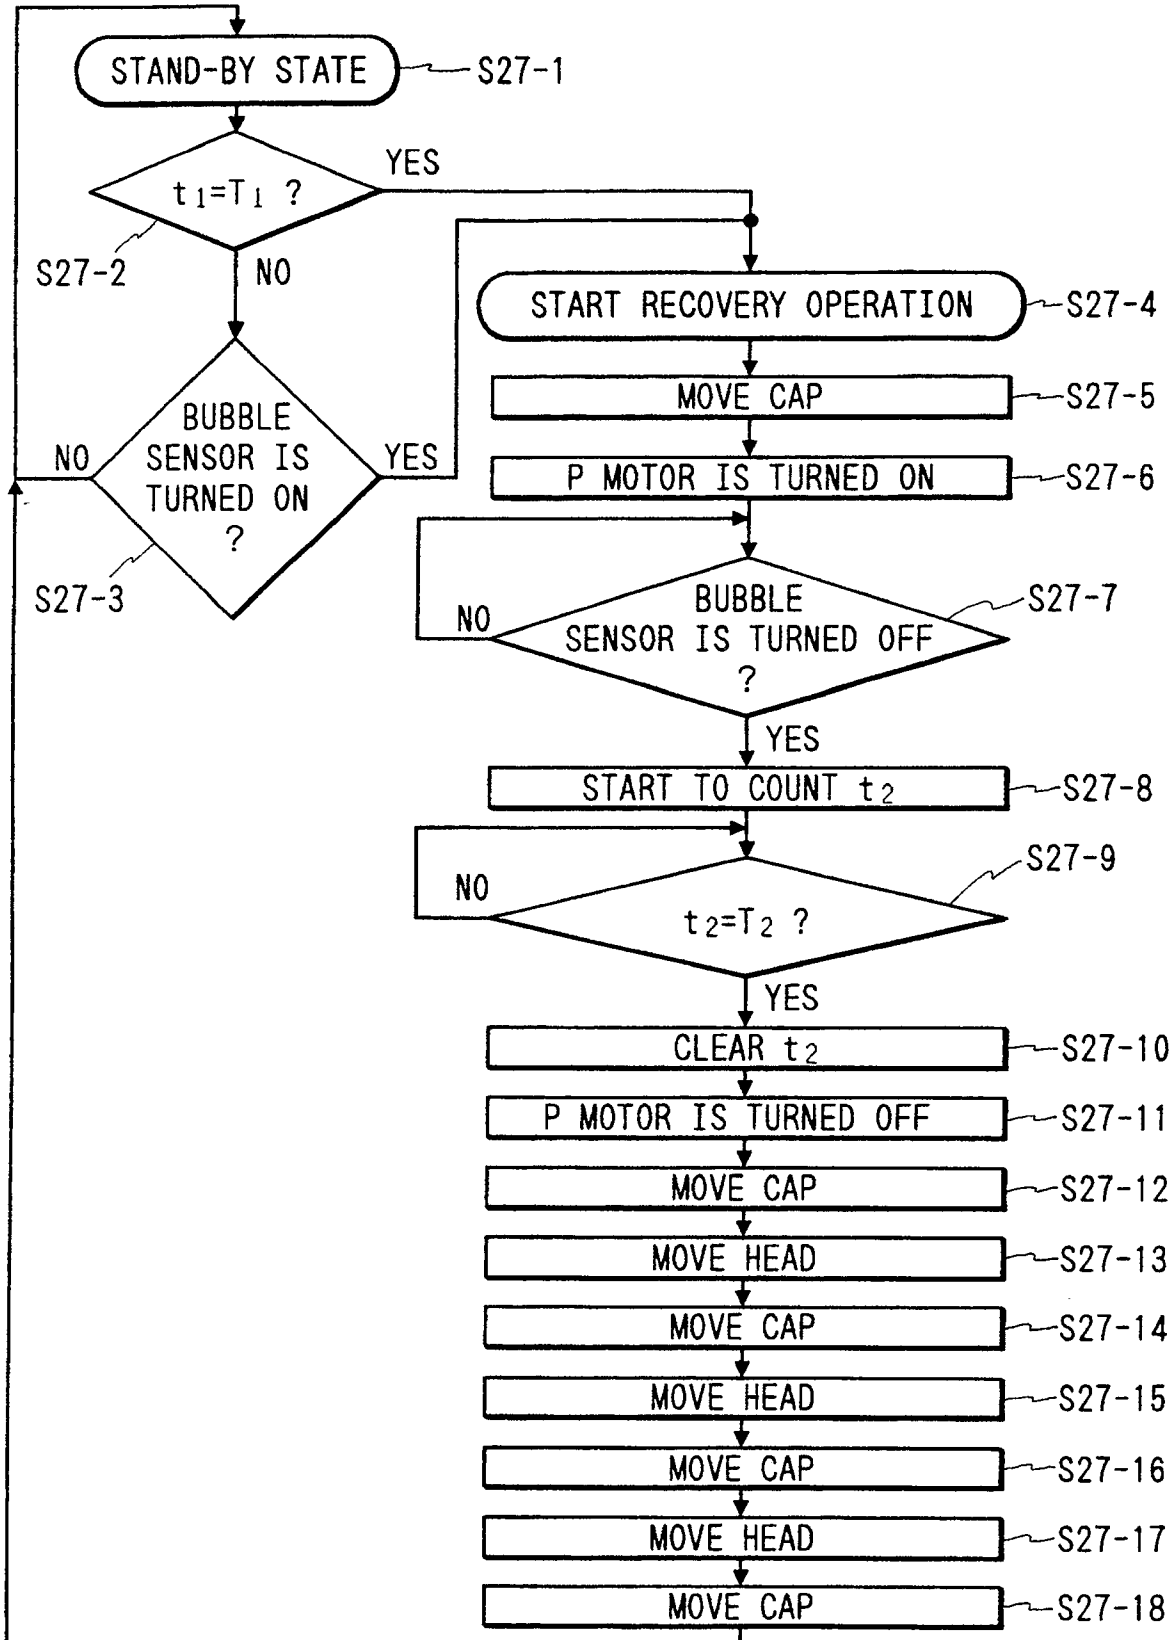 STAND-BY STATE
S27-1
t1=T1 ?
YES
S27-2
NO
BUBBLE
SENSOR IS
TURNED ON
?
NO
YES
S27-3
START RECOVERY OPERATION
S27-4
MOVE CAP
S27-5
P MOTOR IS TURNED ON
S27-6
BUBBLE
SENSOR IS TURNED OFF
?
S27-7
NO
YES
START TO COUNT t2
S27-8
t2=T2 ?
S27-9
NO
YES
CLEAR t2
S27-10
P MOTOR IS TURNED OFF
S27-11
MOVE CAP
S27-12
MOVE HEAD
S27-13
MOVE CAP
S27-14
MOVE HEAD
S27-15
MOVE CAP
S27-16
MOVE HEAD
S27-17
MOVE CAP
S27-18